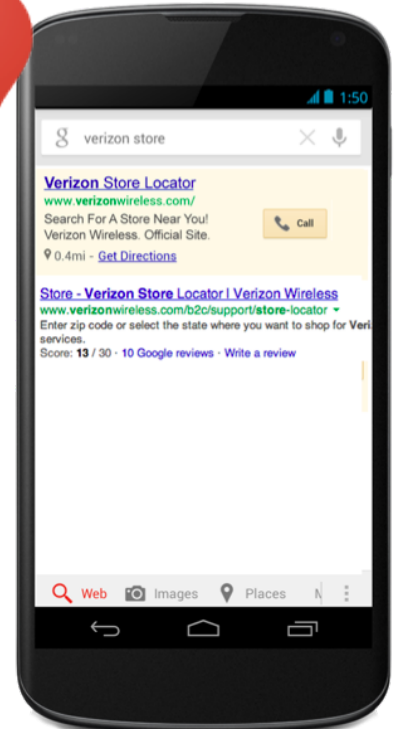 1:50
g verizon store
Verizon Store Locator
www.verizonwireless.com/
Search For A Store Near You!
Verizon Wireless. Official Site.
Call
0.4mi - Get Directions
Store - Verizon Store Locator | Verizon Wireless
www.verizonwireless.com/b2c/support/store-locator
Enter zip code or select the state where you want to shop for Veri
services.
Score: 13 / 30 · 10 Google reviews · Write a review
Web Images Places M